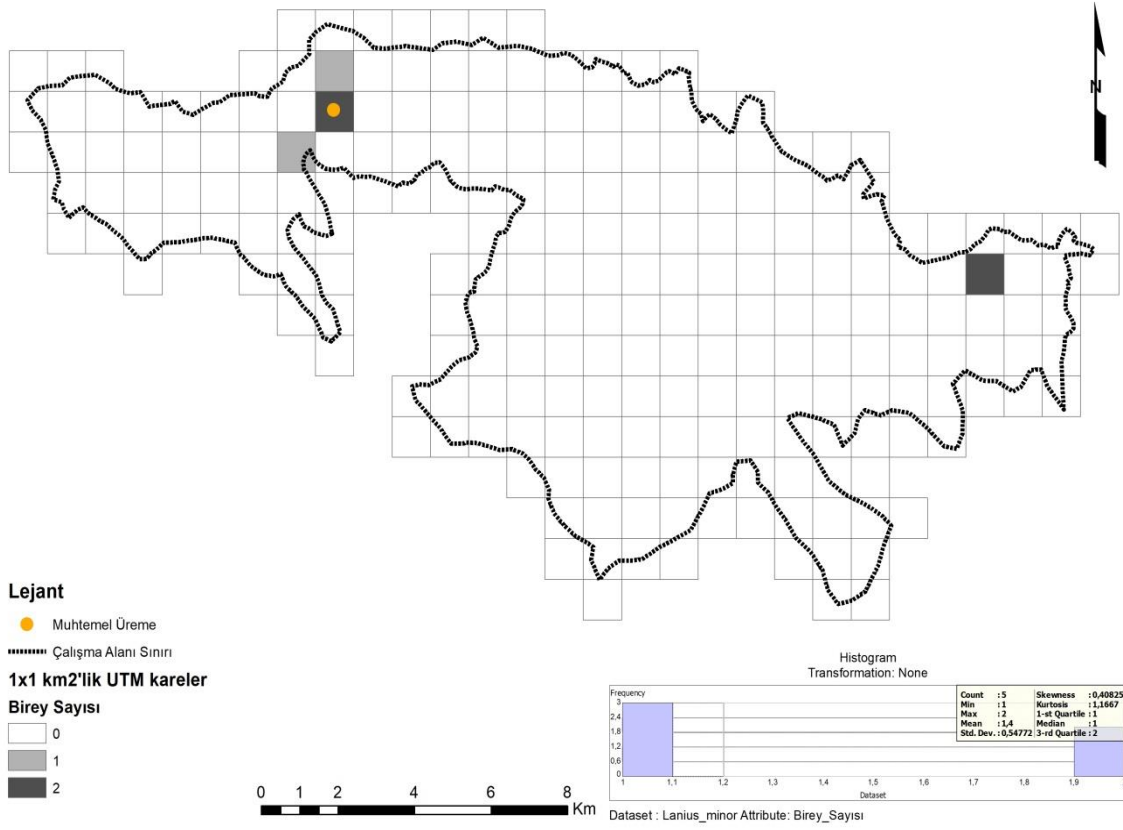 N
Lejant
Muhtemel Üreme
Çalışma Alanı Sınırı
1x1 km2'lik UTM kareler
Birey Sayısı
0
1
2
0 1 2 4 6 8
Km
Histogram
Transformation: None
Frequency
3
2,4
1,8
1,2
0,6
0
1 1,1 1,2 1,3 1,4 1,5 1,6 1,7 1,8 1,9
Dataset
Count : 5 Skewness : 0,40825
Min : 1 Kurtosis : 1,1667
Max : 2 1-st Quartile : 1
Mean : 1,4 Median : 1
Std. Dev. : 0,54772 3-rd Quartile : 2
Dataset : Lanius_minor Attribute: Birey_Sayısı